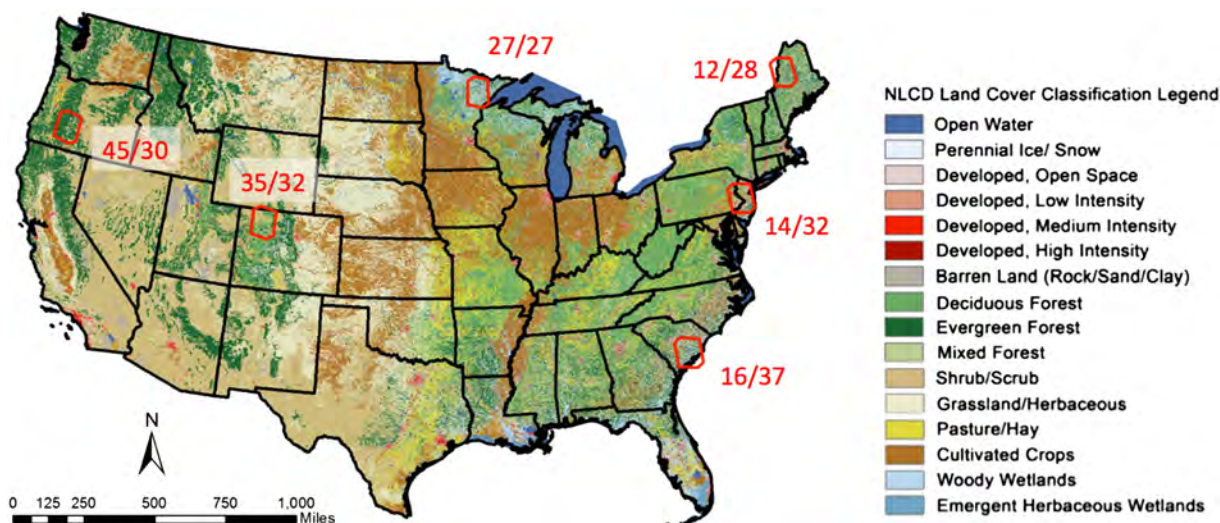 27/27
12/28
45/30
35/32
14/32
16/37
N
0 125 250 500 750 1,000
Miles
NLCD Land Cover Classification Legend
Open Water
Perennial Ice/ Snow
Developed, Open Space
Developed, Low Intensity
Developed, Medium Intensity
Developed, High Intensity
Barren Land (Rock/Sand/Clay)
Deciduous Forest
Evergreen Forest
Mixed Forest
Shrub/Scrub
Grassland/Herbaceous
Pasture/Hay
Cultivated Crops
Woody Wetlands
Emergent Herbaceous Wetlands